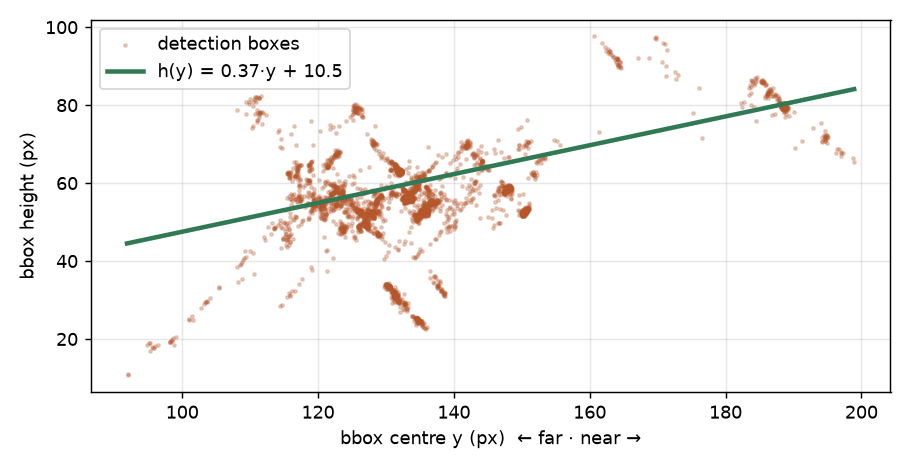 detection boxes
h(y) = 0.37·y + 10.5
100
80
60
40
20
bbox height (px)
100 120 140 160 180 200
bbox centre y (px) ← far · near →